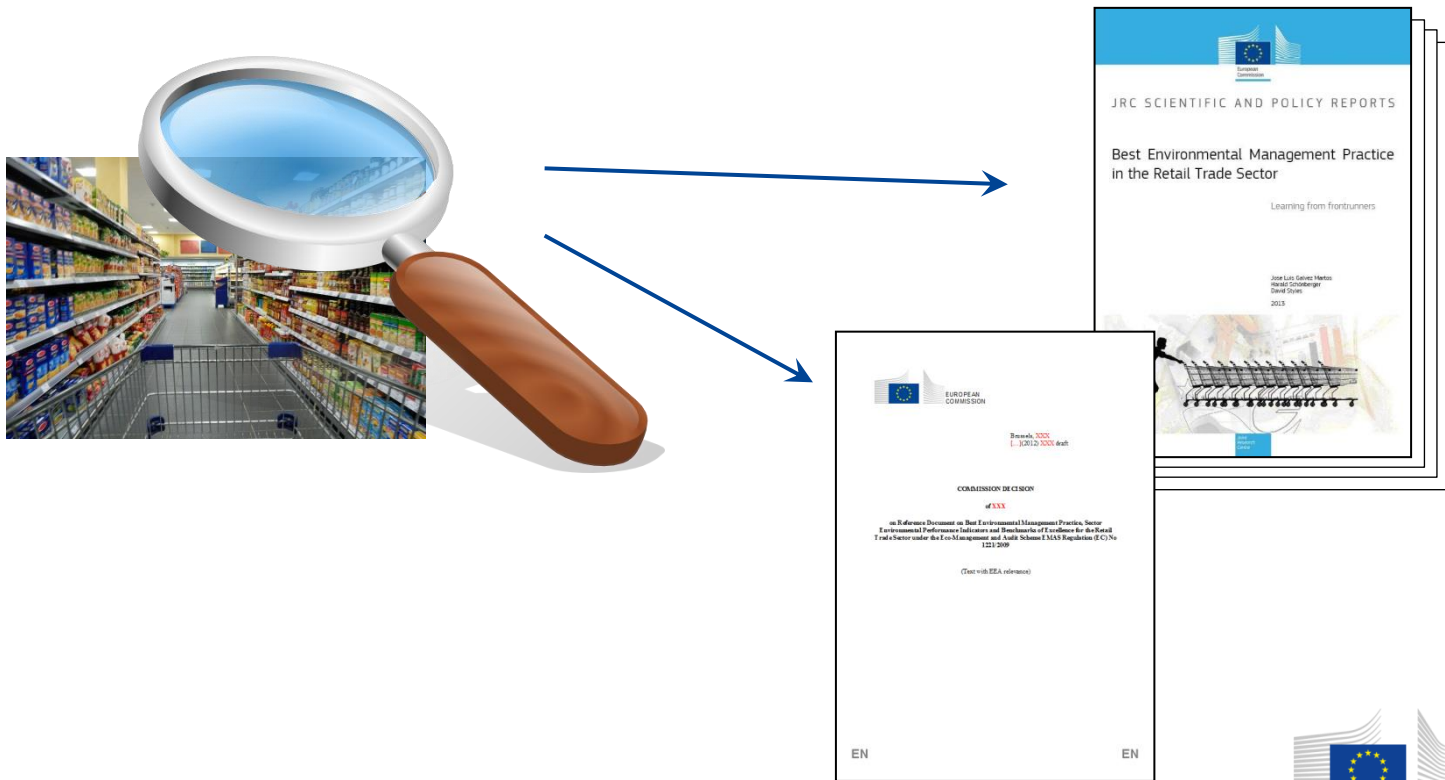 European
Commission
JRC SCIENTIFIC AND POLICY REPORTS
Best Environmental Management Practice
in the Retail Trade Sector
Learning from frontrunners
Jose Luis Galvez Martos
Harald Schönberger
David Styles
2013
Joint
Research
Centre
EUROPEAN
COMMISSION
Brussels, XXX
[…](2012) XXX draft
COMMISSION DECISION
of XXX
on Reference Document on Best Environmental Management Practice, Sector
Environmental Performance Indicators and Benchmarks of Excellence for the Retail
Trade Sector under the Eco-Management and Audit Scheme EMAS Regulation (EC) No
1221/2009
(Text with EEA relevance)
EN EN